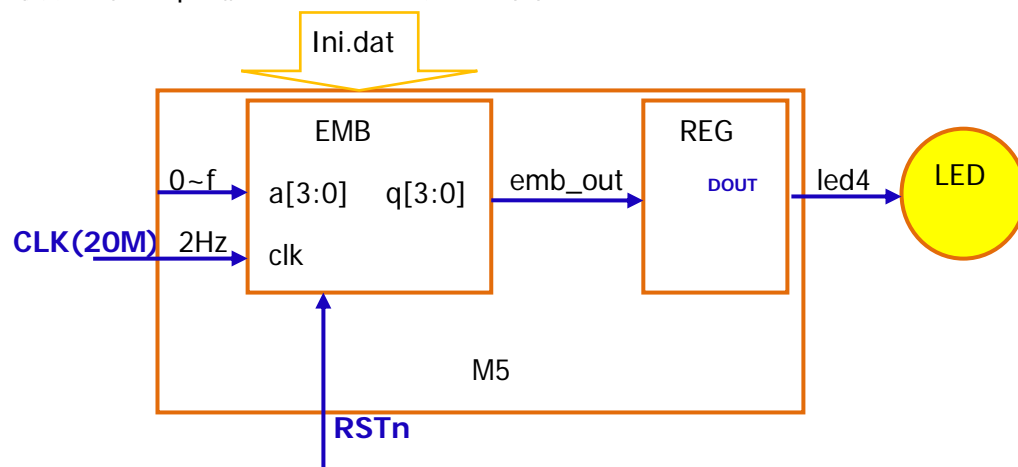 Ini.dat
EMB
REG
0~f
a[3:0] q[3:0]
emb_out
DOUT
led4
LED
CLK(20M)
2Hz
clk
M5
RSTn